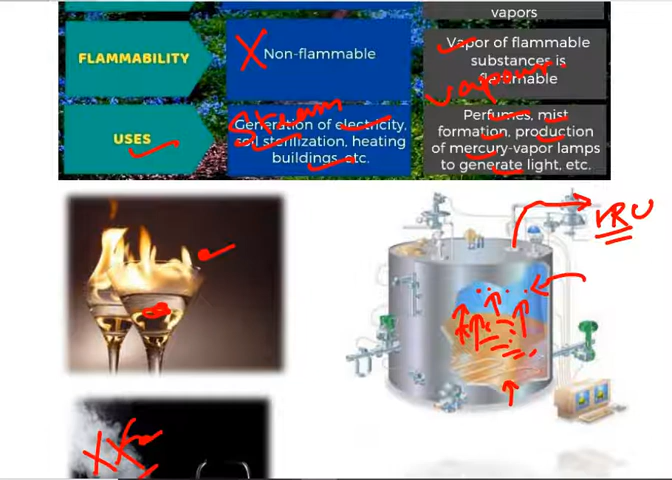 vapors
FLAMMABILITY
Non-flammable
Vapor of flammable
substances is
flammable
vapour
steam
USES
Generation of electricity,
soil sterilization, heating
buildings, etc.
Perfumes, mist
formation, production
of mercury-vapor lamps
to generate light, etc.
VRU